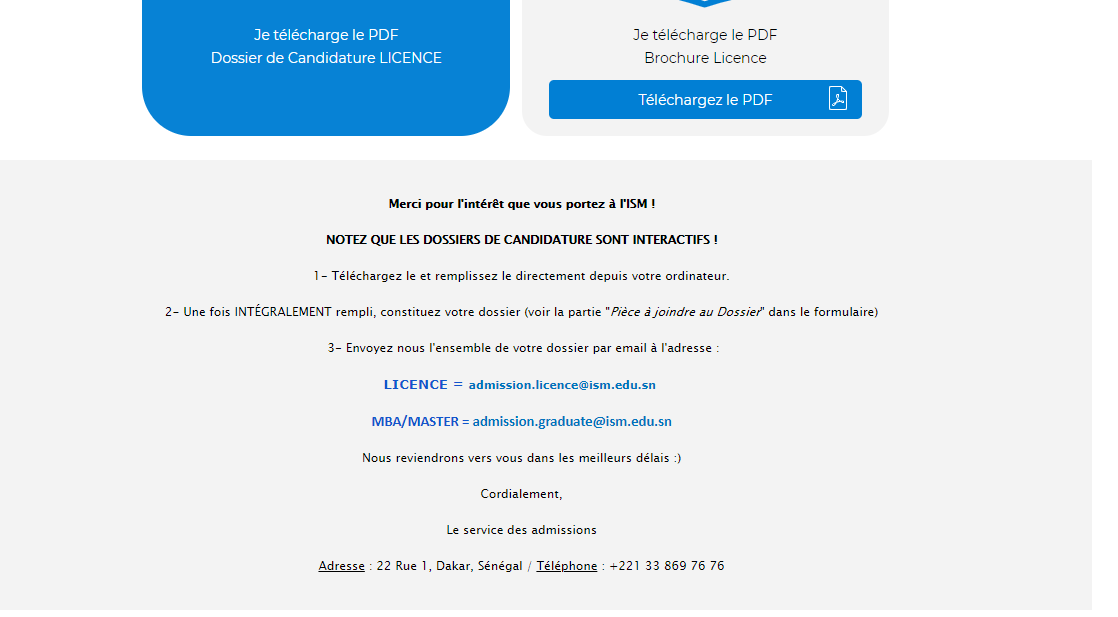 Je télécharge le PDF
Dossier de Candidature LICENCE
Je télécharge le PDF
Brochure Licence
Téléchargez le PDF
Merci pour l'intérêt que vous portez à l'ISM !
NOTEZ QUE LES DOSSIERS DE CANDIDATURE SONT INTERACTIFS !
1- Téléchargez le et remplissez le directement depuis votre ordinateur.
2- Une fois INTÉGRALEMENT rempli, constituez votre dossier (voir la partie "Pièce à joindre au Dossier" dans le formulaire)
3- Envoyez nous l'ensemble de votre dossier par email à l'adresse :
LICENCE = admission.licence@ism.edu.sn
MBA/MASTER = admission.graduate@ism.edu.sn
Nous reviendrons vers vous dans les meilleurs délais :)
Cordialement,
Le service des admissions
Adresse : 22 Rue 1, Dakar, Sénégal / Téléphone : +221 33 869 76 76